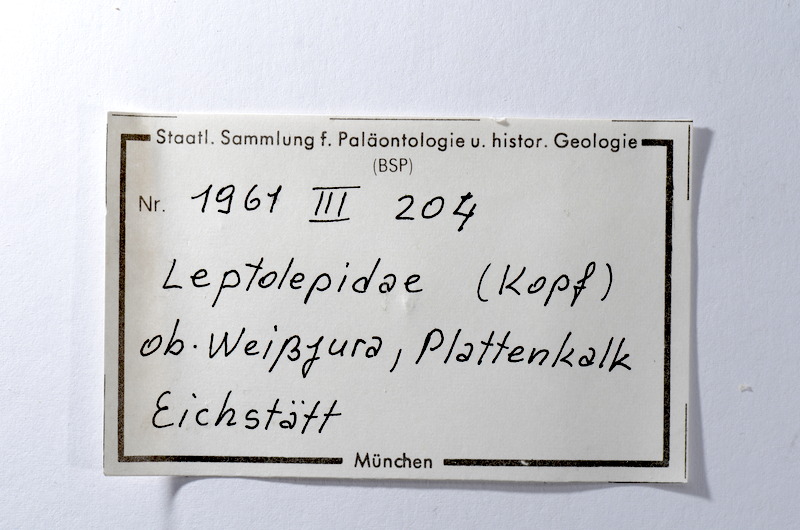 Staatl. Sammlung f. Paläontologie u. histor. Geologie
(BSP)
Nr. 1961 III 204
Leptolepidae (Kopf)
ob. Weißjura, Plattenkalk
Eichstätt
München